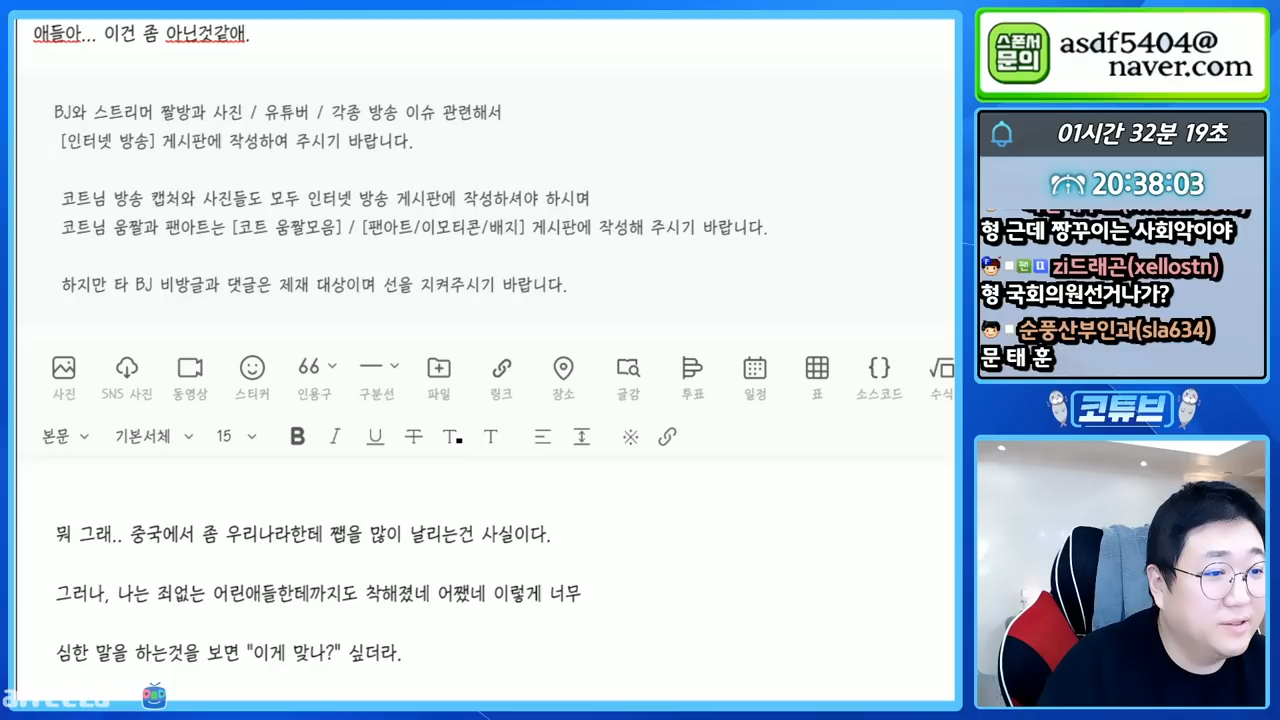 애들아... 이건 좀 아닌것같애.
BJ와 스트리머 짤방과 사진 / 유튜버 / 각종 방송 이슈 관련해서
[인터넷 방송] 게시판에 작성하여 주시기 바랍니다.
코트님 방송 캡처와 사진들도 모두 인터넷 방송 게시판에 작성하셔야 하시며
코트님 움짤과 팬아트는 [코트 움짤모음] / [팬아트/이모티콘/배지] 게시판에 작성해 주시기 바랍니다.
하지만 타 BJ 비방글과 댓글은 제재 대상이며 선을 지켜주시기 바랍니다.
사진 SNS 사진 동영상 스티커 인용구 구분선 파일 링크 장소 글감 투표 일정 표 소스코드 수식
본문 기본서체 15 B I U T T T
뭐 그래.. 중국에서 좀 우리나라한테 쨉을 많이 날리는건 사실이다.
그러나, 나는 죄없는 어린애들한테까지도 착해졌네 어쨌네 이렇게 너무
심한 말을 하는것을 보면 "이게 맞나?" 싶더라.
스폰서
문의
asdf5404@
naver.com
01시간 32분 19초
20:38:03
형 근데 짱꾸이는 사회악이야
팬 zi드래곤(xellostn)
형 국회의원선거나가?
순풍산부인과(sla634)
문 태 훈
코튜브